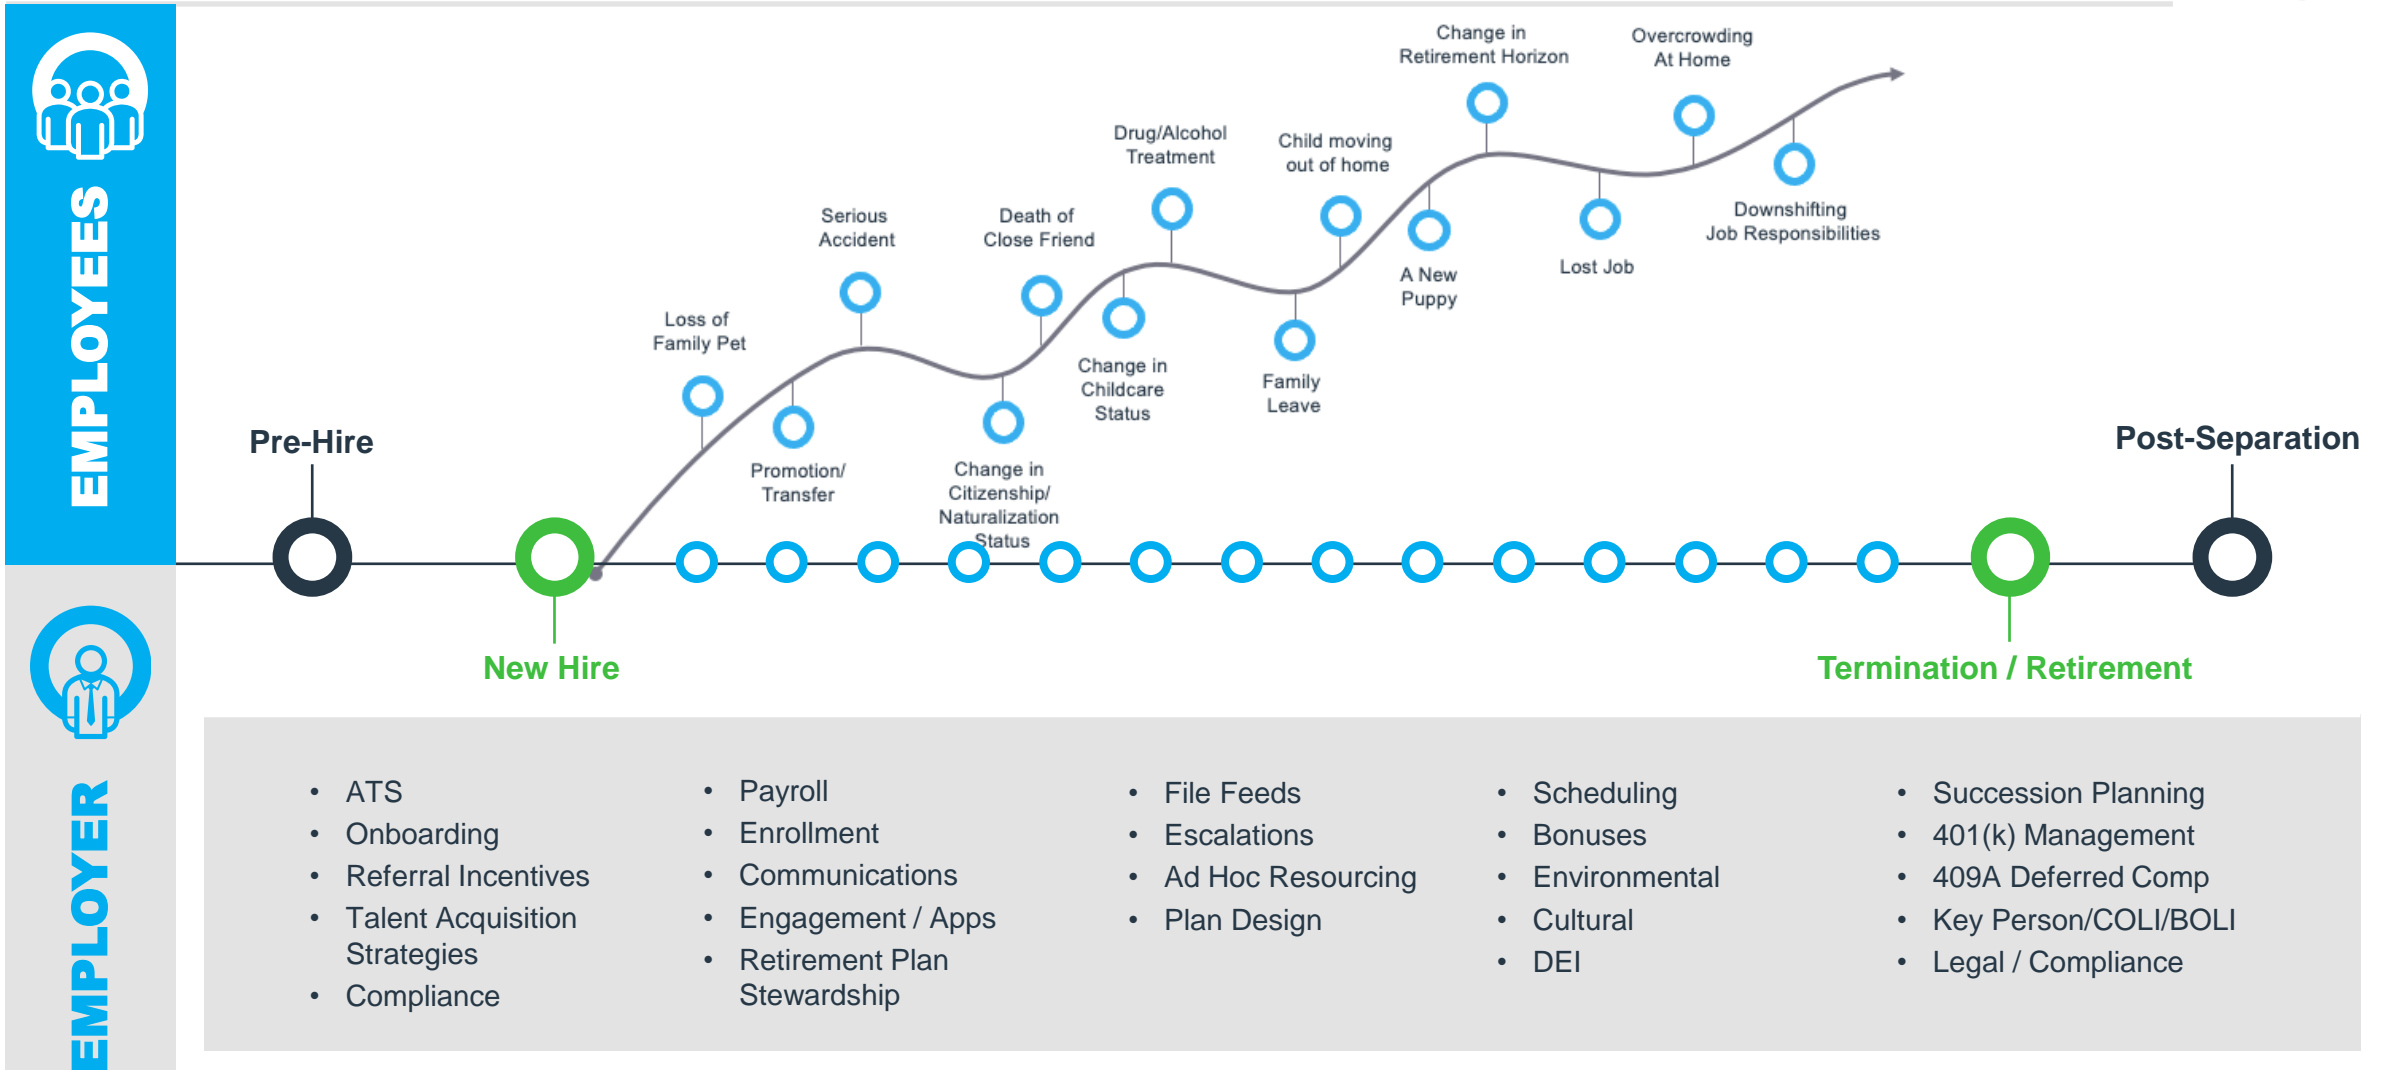 EMPLOYEES
Change in
Retirement Horizon
Overcrowding
At Home
Drug/Alcohol
Treatment
Child moving
out of home
Serious
Accident
Death of
Close Friend
Downshifting
Job Responsibilities
Lost Job
A New
Puppy
Loss of
Family Pet
Change in
Childcare
Status
Family
Leave
Promotion/
Transfer
Change in
Citizenship/
Naturalization
Status
Pre-Hire
Post-Separation
New Hire
Termination / Retirement
EMPLOYER
• ATS
• Onboarding
• Referral Incentives
• Talent Acquisition
Strategies
• Compliance
• Payroll
• Enrollment
• Communications
• Engagement / Apps
• Retirement Plan
Stewardship
• File Feeds
• Escalations
• Ad Hoc Resourcing
• Plan Design
• Scheduling
• Bonuses
• Environmental
• Cultural
• DEI
• Succession Planning
• 401(k) Management
• 409A Deferred Comp
• Key Person/COLI/BOLI
• Legal / Compliance